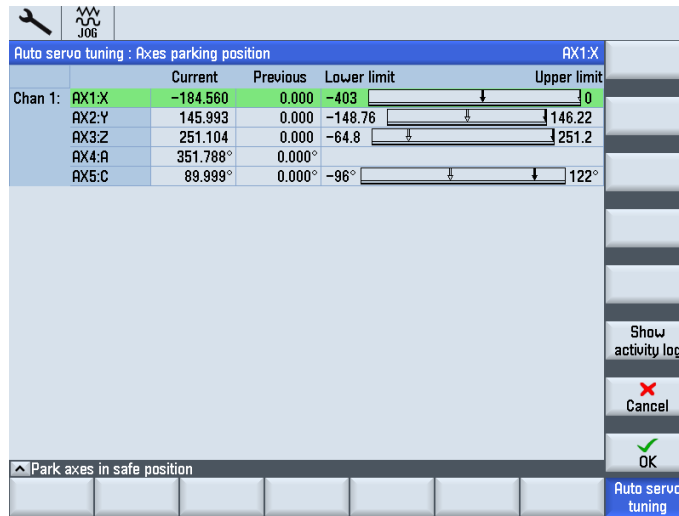 JOG
Auto servo tuning : Axes parking position AX1:X
Current Previous Lower limit Upper limit
Chan 1: AX1:X -184.560 0.000 -403 0
AX2:Y 145.993 0.000 -148.76 146.22
AX3:Z 251.104 0.000 -64.8 251.2
AX4:A 351.788° 0.000°
AX5:C 89.999° 0.000° -96° 122°
Show
activity log
Cancel
OK
Park axes in safe position
Auto servo
tuning